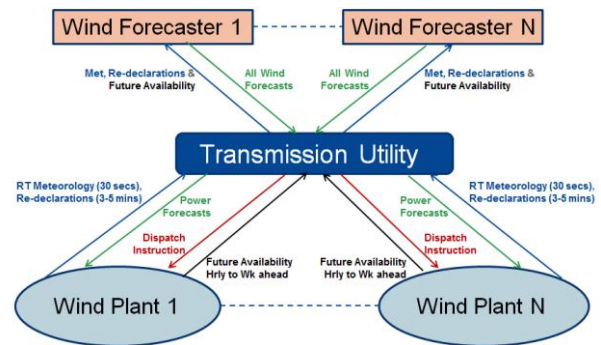 Wind Forecaster 1
Wind Forecaster N
Met, Re-declarations &
Future Availability
All Wind
Forecasts
All Wind
Forecasts
Met, Re-declarations &
Future Availability
Transmission Utility
RT Meteorology (30 secs),
Re-declarations (3-5 mins)
Power
Forecasts
Dispatch
Instruction
Future Availability
Hrly to Wk ahead
Future Availability
Hrly to Wk ahead
Power
Forecasts
Dispatch
Instruction
RT Meteorology (30 secs),
Re-declarations (3-5 mins)
Wind Plant 1
Wind Plant N